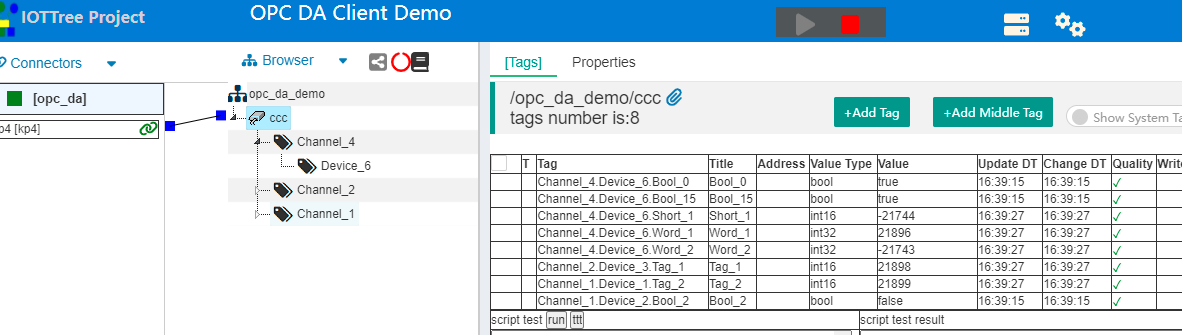 IOTTree Project
OPC DA Client Demo
Connectors
Browser
[Tags]
Properties
[opc_da]
p4 [kp4]
opc_da_demo
ccc
Channel_4
Device_6
Channel_2
Channel_1
/opc_da_demo/ccc
tags number is:8
+Add Tag
+Add Middle Tag
Show System Ta
T Tag Title Address Value Type Value Update DT Change DT Quality Write
Channel_4.Device_6.Bool_0 Bool_0 bool true 16:39:15 16:39:15 ✓
Channel_4.Device_6.Bool_15 Bool_15 bool true 16:39:15 16:39:15 ✓
Channel_4.Device_6.Short_1 Short_1 int16 -21744 16:39:27 16:39:27 ✓
Channel_4.Device_6.Word_1 Word_1 int32 21896 16:39:27 16:39:27 ✓
Channel_4.Device_6.Word_2 Word_2 int32 -21743 16:39:27 16:39:27 ✓
Channel_2.Device_3.Tag_1 Tag_1 int16 21898 16:39:27 16:39:27 ✓
Channel_1.Device_1.Tag_2 Tag_2 int16 21899 16:39:27 16:39:27 ✓
Channel_1.Device_2.Bool_2 Bool_2 bool false 16:39:15 16:39:15 ✓
script test run ttt
script test result